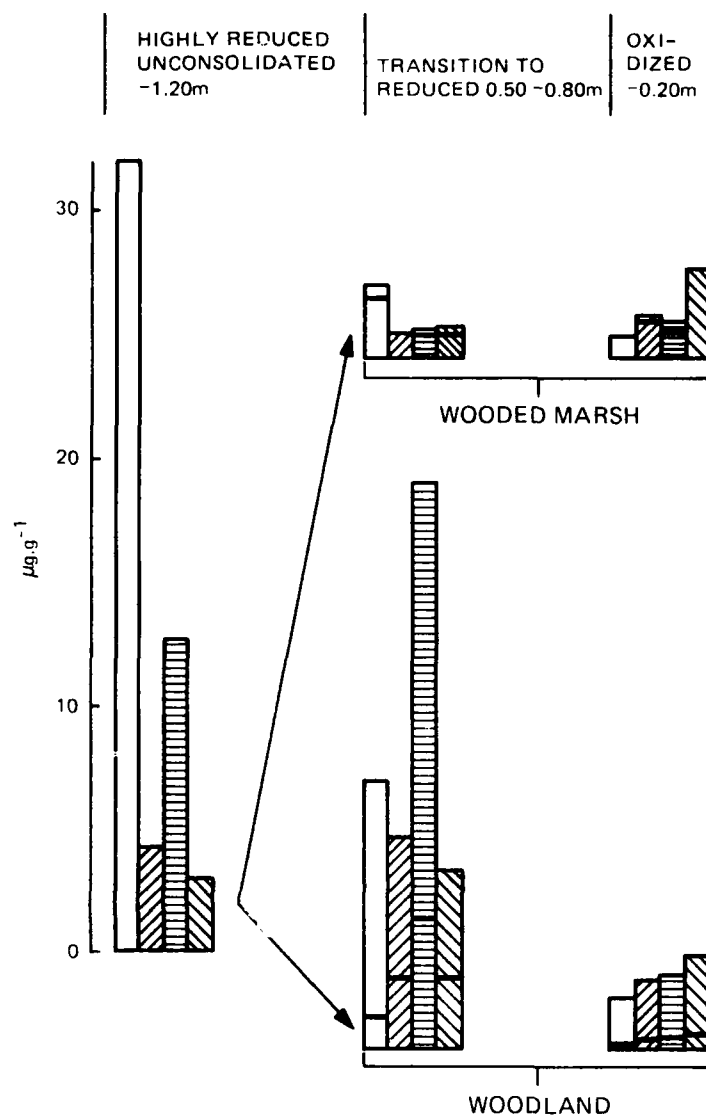 HIGHLY REDUCED
UNCONSOLIDATED
-1.20m
TRANSITION TO
REDUCED 0.50 -0.80m
OXI-
DIZED
-0.20m
30
20
10
0
µg.g⁻¹
WOODED MARSH
WOODLAND